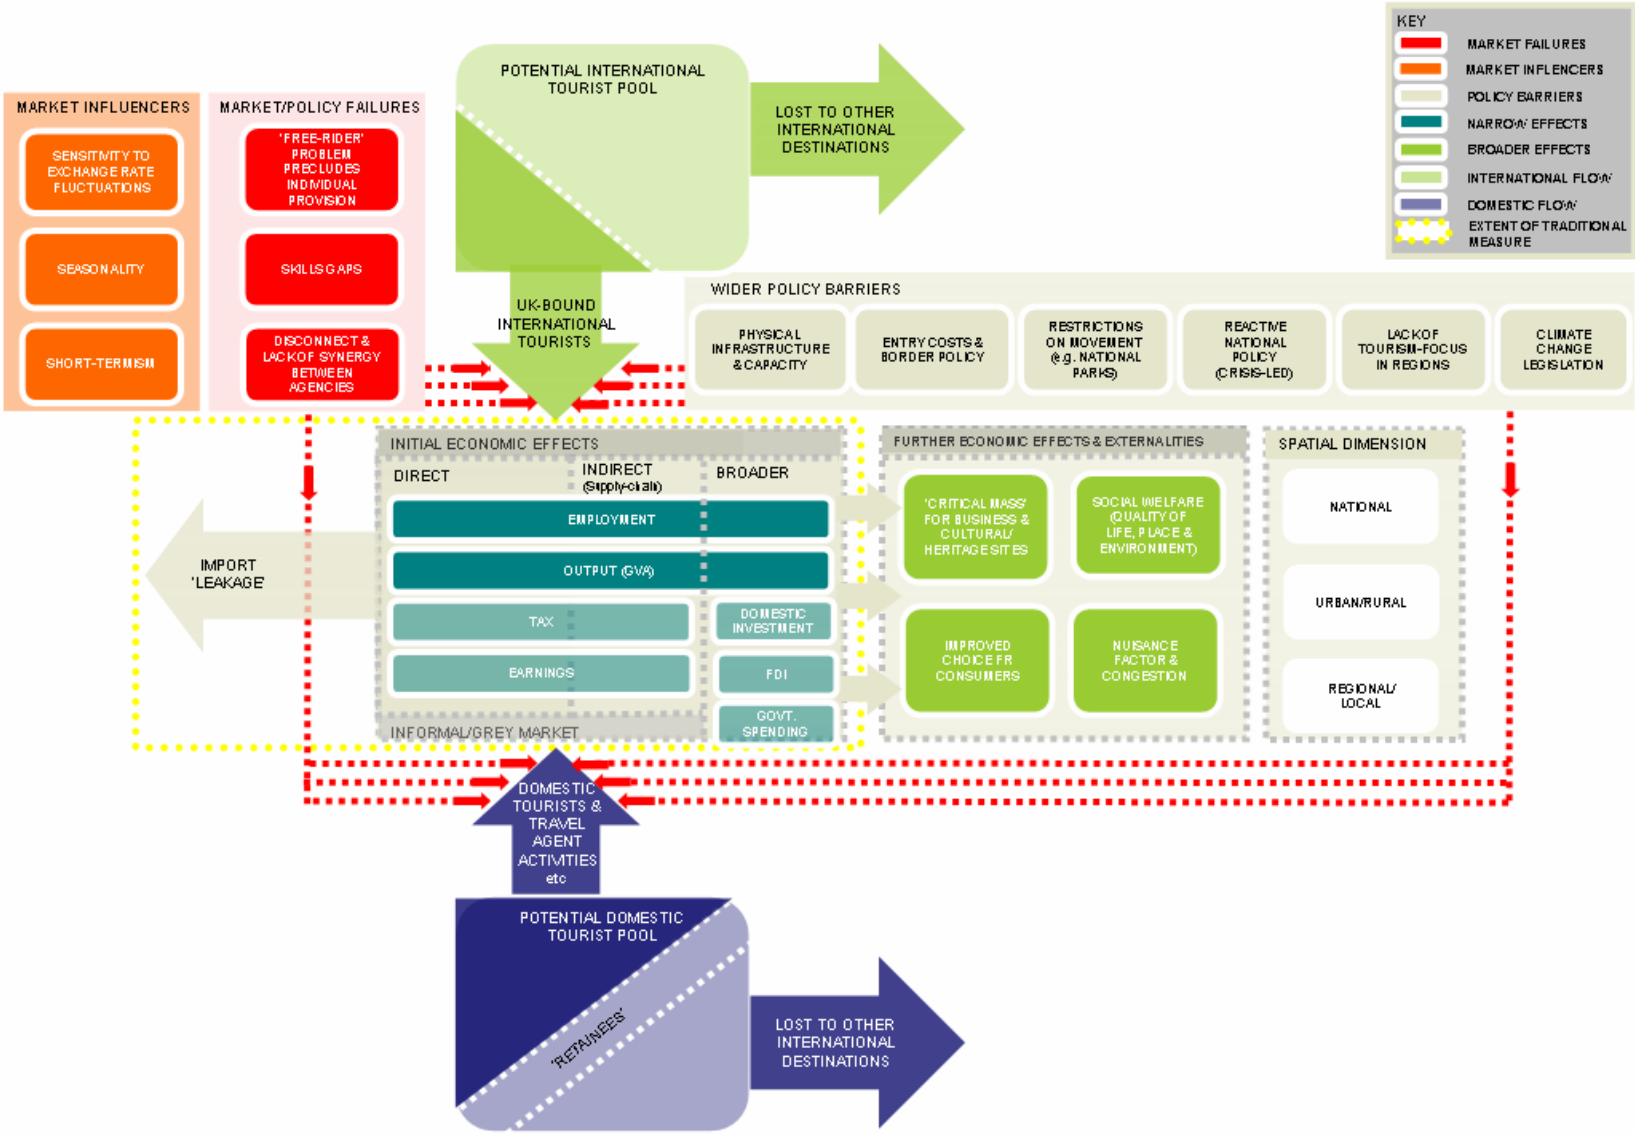 KEY
MARKET FAILURES
MARKET INFLENCERS
POLICY BARRIERS
NARROW EFFECTS
BROADER EFFECTS
INTERNATIONAL FLOW
DOMESTIC FLOW
EXTENT OF TRADITIONAL
MEASURE
POTENTIAL INTERNATIONAL
TOURIST POOL
LOST TO OTHER
INTERNATIONAL
DESTINATIONS
MARKET INFLUENCERS
SENSITIVITY TO
EXCHANGE RATE
FLUCTUATIONS
SEASONALITY
SHORT-TERMISM
MARKET/POLICY FAILURES
'FREE-RIDER'
PROBLEM
PRECLUDES
INDIVIDUAL
PROVISION
SKILLS GAPS
DISCONNECT &
LACK OF SYNERGY
BETWEEN
AGENCIES
UK-BOUND
INTERNATIONAL
TOURISTS
WIDER POLICY BARRIERS
PHYSICAL
INFRASTRUCTURE
& CAPACITY
ENTRY COSTS &
BORDER POLICY
RESTRICTIONS
ON MOVEMENT
(e.g. NATIONAL
PARKS)
REACTIVE
NATIONAL
POLICY
(CRISIS-LED)
LACK OF
TOURISM-FOCUS
IN REGIONS
CLIMATE
CHANGE
LEGISLATION
IMPORT
'LEAKAGE'
INITIAL ECONOMIC EFFECTS
DIRECT
INDIRECT
(Supply-chain)
BROADER
EMPLOYMENT
OUTPUT (GVA)
TAX
EARNINGS
DOMESTIC
INVESTMENT
FDI
GOVT.
SPENDING
INFORMAL/GREY MARKET
FURTHER ECONOMIC EFFECTS & EXTERNALITIES
'CRITICAL MASS'
FOR BUSINESS &
CULTURAL/
HERITAGE SITES
SOCIAL WELFARE
(QUALITY OF
LIFE, PLACE &
ENVIRONMENT)
IMPROVED
CHOICE FR
CONSUMERS
NUISANCE
FACTOR &
CONGESTION
SPATIAL DIMENSION
NATIONAL
URBAN/RURAL
REGIONAL/
LOCAL
DOMESTIC
TOURISTS &
TRAVEL
AGENT
ACTIVITIES
etc
POTENTIAL DOMESTIC
TOURIST POOL
'RETAINEES'
LOST TO OTHER
INTERNATIONAL
DESTINATIONS